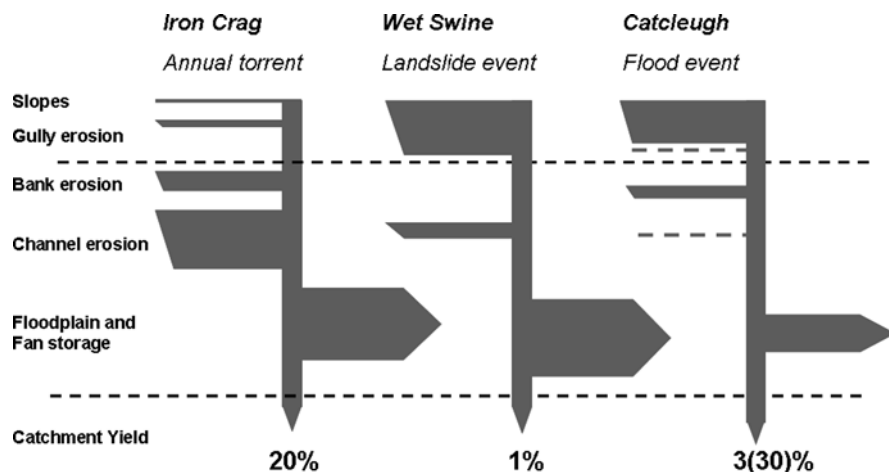 Iron Crag Wet Swine Catcleugh
Annual torrent Landslide event Flood event
Slopes
Gully erosion
Bank erosion
Channel erosion
Floodplain and
Fan storage
Catchment Yield
20% 1% 3(30)%